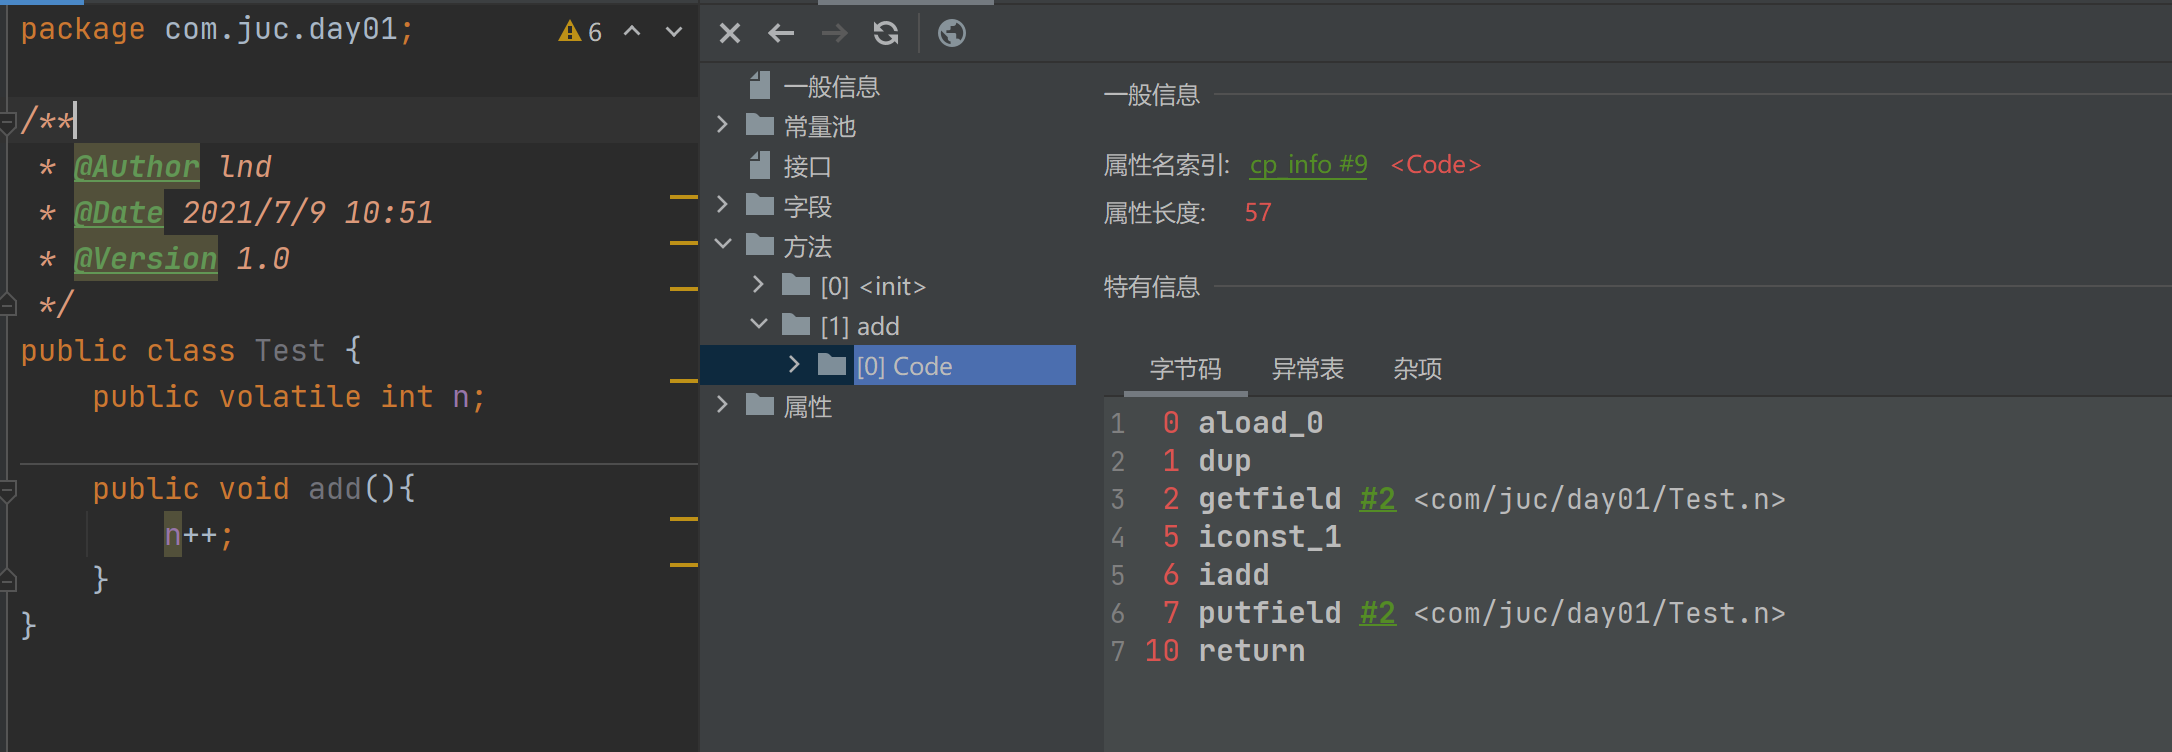 package com.juc.day01;
6
/**
* @Author lnd
* @Date 2021/7/9 10:51
* @Version 1.0
*/
public class Test {
public volatile int n;
public void add(){
n++;
}
}
一般信息
常量池
接口
字段
方法
[0] <init>
[1] add
[0] Code
属性
一般信息
属性名索引: cp_info #9 <Code>
属性长度: 57
特有信息
字节码 异常表 杂项
1 0 aload_0
2 1 dup
3 2 getfield #2 <com/juc/day01/Test.n>
4 5 iconst_1
5 6 iadd
6 7 putfield #2 <com/juc/day01/Test.n>
7 10 return